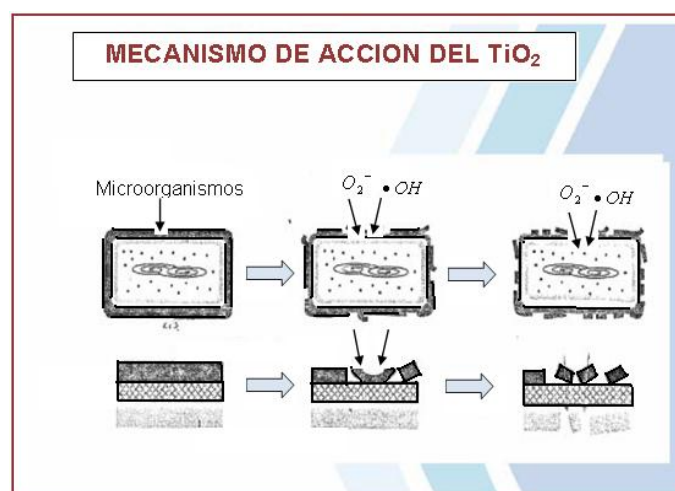 MECANISMO DE ACCION DEL TiO₂
Microorganismos
O₂⁻ • OH
O₂⁻ • OH